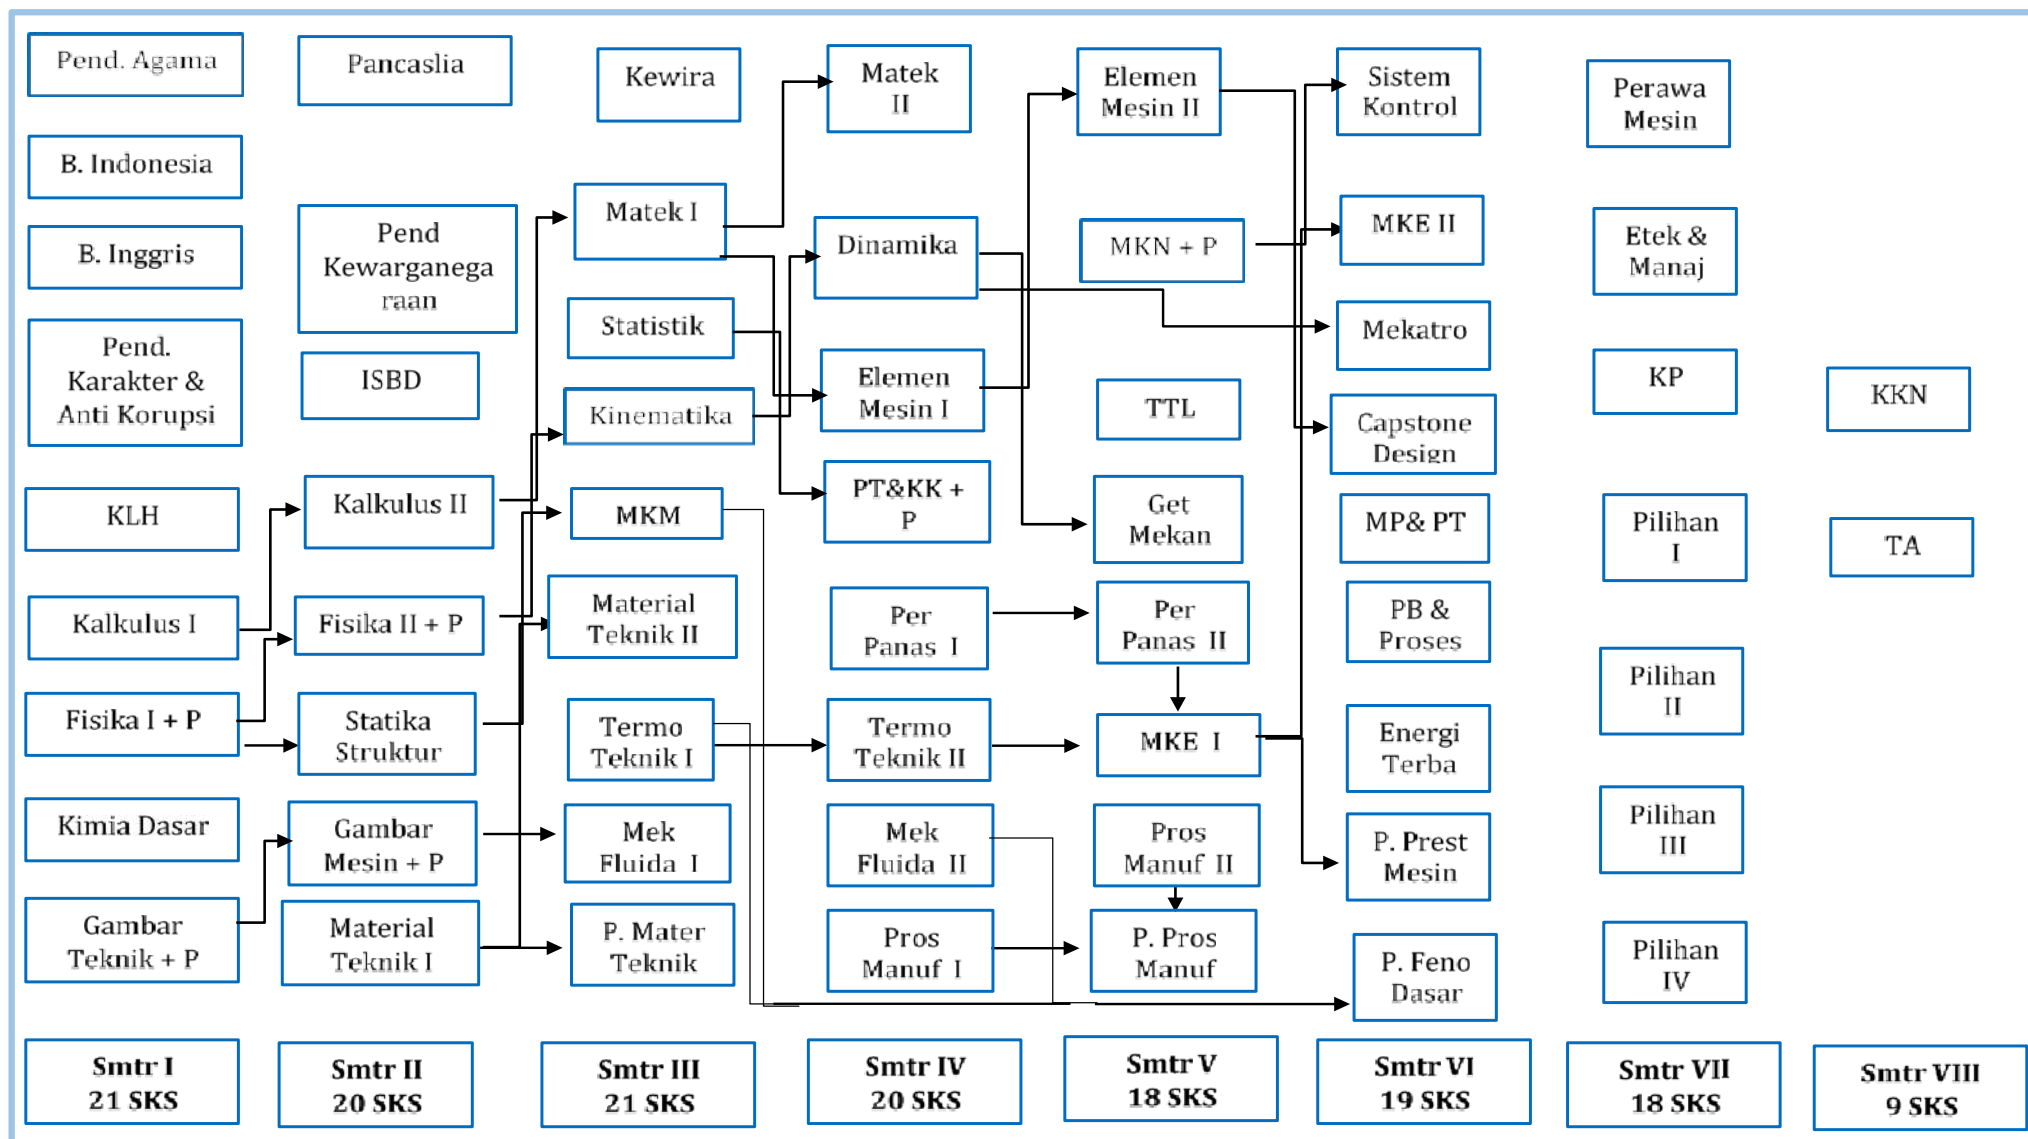 Pend. Agama
B. Indonesia
B. Inggris
Pend.
Karakter &
Anti Korupsi
KLH
Kalkulus I
Fisika I + P
Kimia Dasar
Gambar
Teknik + P
Smtr I
21 SKS
Pancaslia
Pend
Kewarganega
raan
ISBD
Kalkulus II
Fisika II + P
Statika
Struktur
Gambar
Mesin + P
Material
Teknik I
Smtr II
20 SKS
Kewira
Matek I
Statistik
Kinematika
MKM
Material
Teknik II
Termo
Teknik I
Mek
Fluida I
P. Mater
Teknik
Smtr III
21 SKS
Matek
II
Dinamika
Elemen
Mesin I
PT&KK +
P
Per
Panas I
Termo
Teknik II
Mek
Fluida II
Pros
Manuf I
Smtr IV
20 SKS
Elemen
Mesin II
MKN + P
TTL
Get
Mekan
Per
Panas II
MKE I
Pros
Manuf II
P. Pros
Manuf
Smtr V
18 SKS
Sistem
Kontrol
MKE II
Mekatro
Capstone
Design
MP& PT
PB &
Proses
Energi
Terba
P. Prest
Mesin
P. Feno
Dasar
Smtr VI
19 SKS
Perawa
Mesin
Etek &
Manaj
KP
Pilihan
I
Pilihan
II
Pilihan
III
Pilihan
IV
Smtr VII
18 SKS
KKN
TA
Smtr VIII
9 SKS